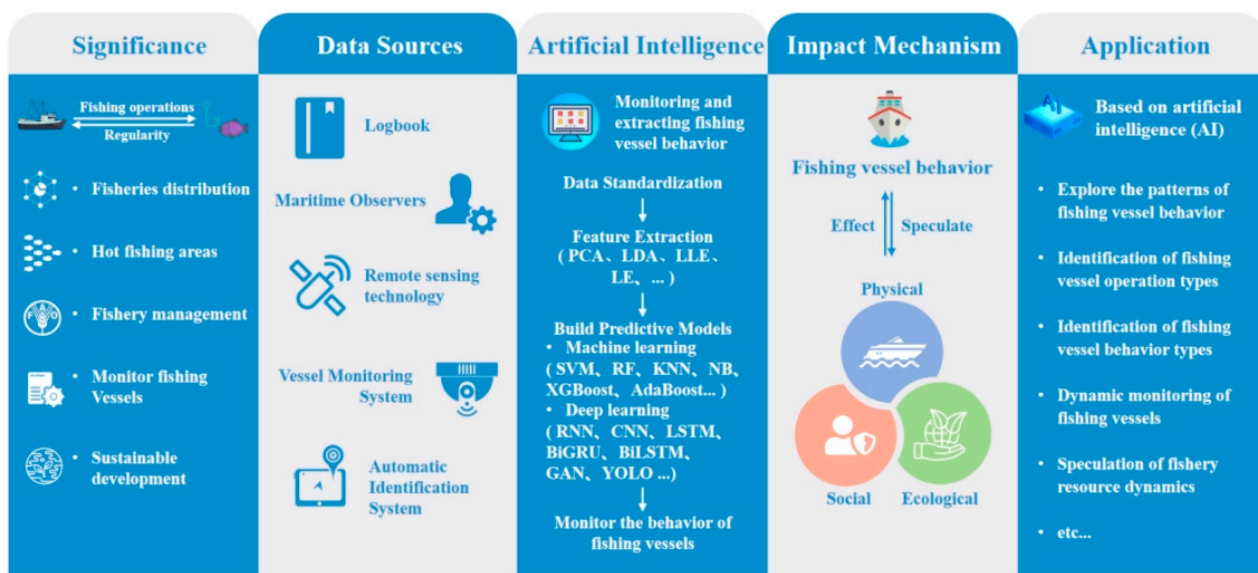 Significance
Fishing operations
Regularity
• Fisheries distribution
• Hot fishing areas
FAO
• Fishery management
• Monitor fishing
Vessels
• Sustainable
development
Data Sources
Logbook
Maritime Observers
Remote sensing
technology
Vessel Monitoring
System
Automatic
Identification
System
Artificial Intelligence
Monitoring and
extracting fishing
vessel behavior
Data Standardization
Feature Extraction
( PCA、LDA、LLE、
LE、... )
Build Predictive Models
• Machine learning
( SVM、RF、KNN、NB、
XGBoost、AdaBoost... )
• Deep learning
( RNN、CNN、LSTM、
BiGRU、BiLSTM、
GAN、YOLO ...)
Monitor the behavior of
fishing vessels
Impact Mechanism
Fishing vessel behavior
Effect
Speculate
Physical
Social
Ecological
Application
AI
Based on artificial
intelligence (AI)
• Explore the patterns of
fishing vessel behavior
• Identification of fishing
vessel operation types
• Identification of fishing
vessel behavior types
• Dynamic monitoring of
fishing vessels
• Speculation of fishery
resource dynamics
• etc...